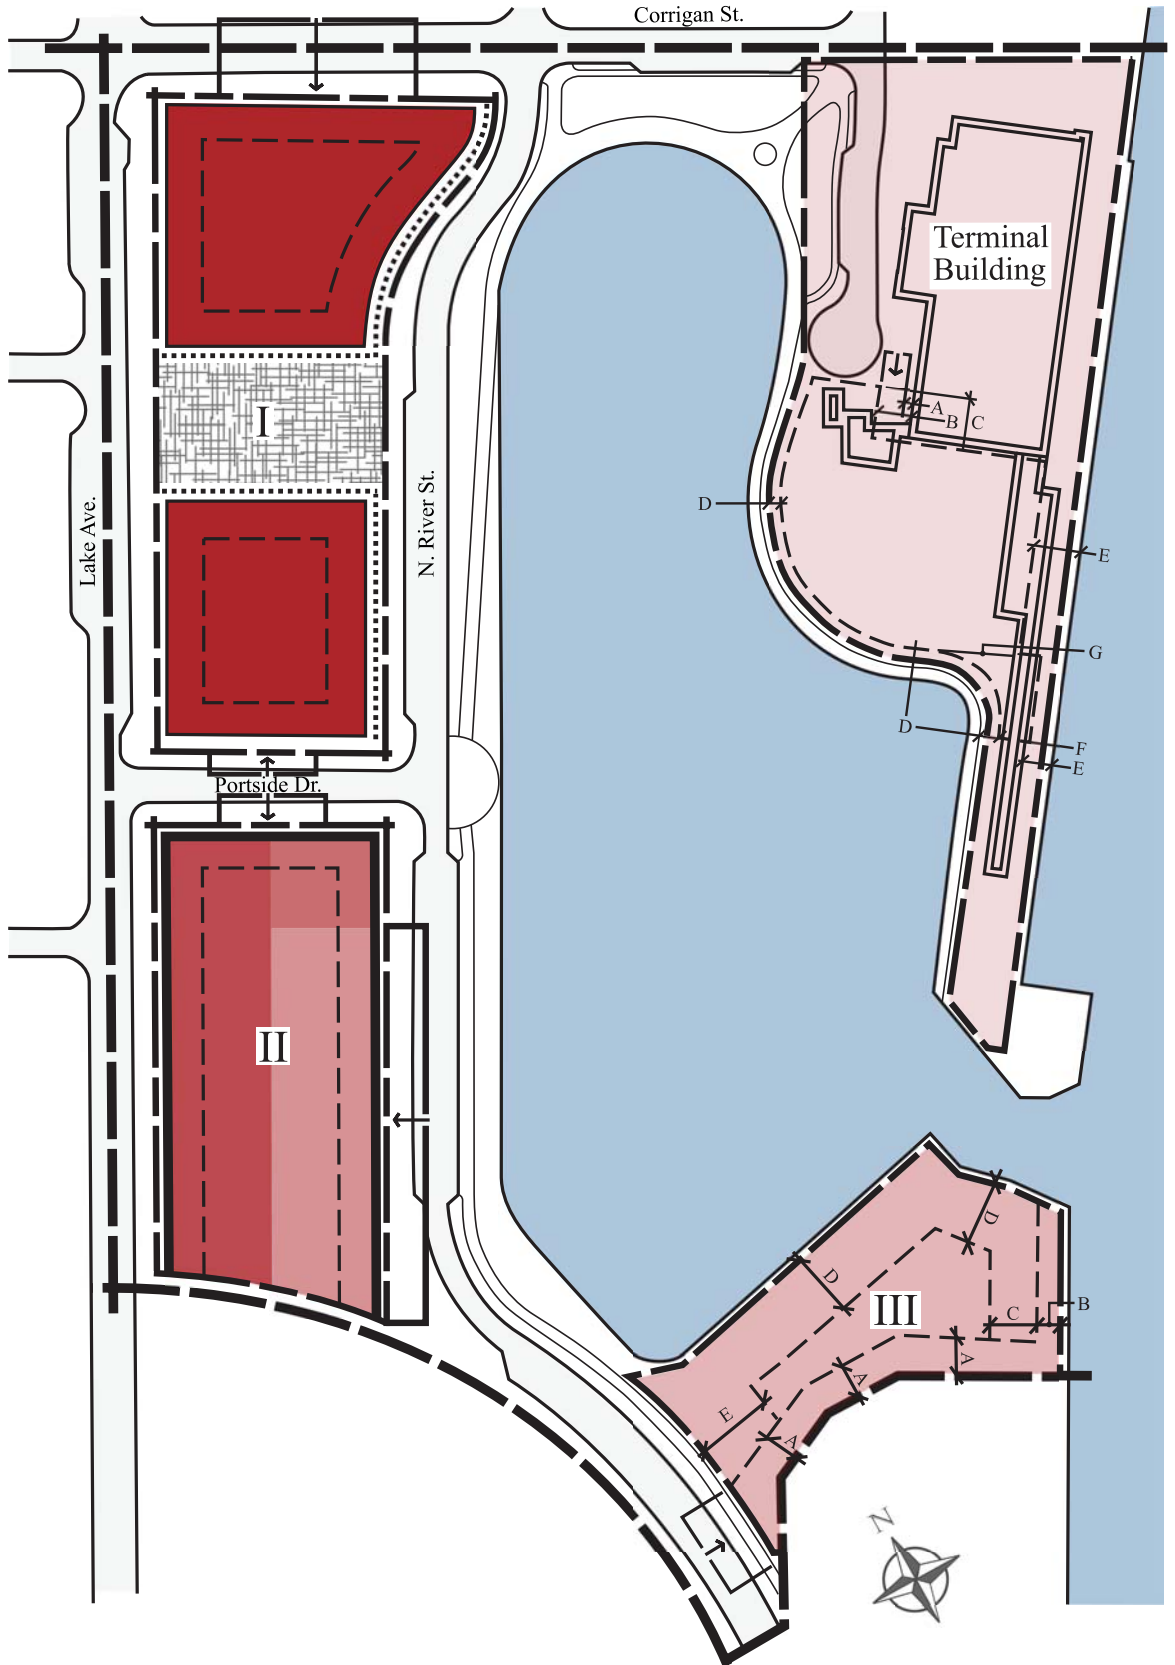 Corrigan St.
Terminal
Building
I
A
B
C
Lake Ave.
N. River St.
D
E
G
D
F
E
Portside Dr.
II
D
D
III
B
C
A
A
E
A
N